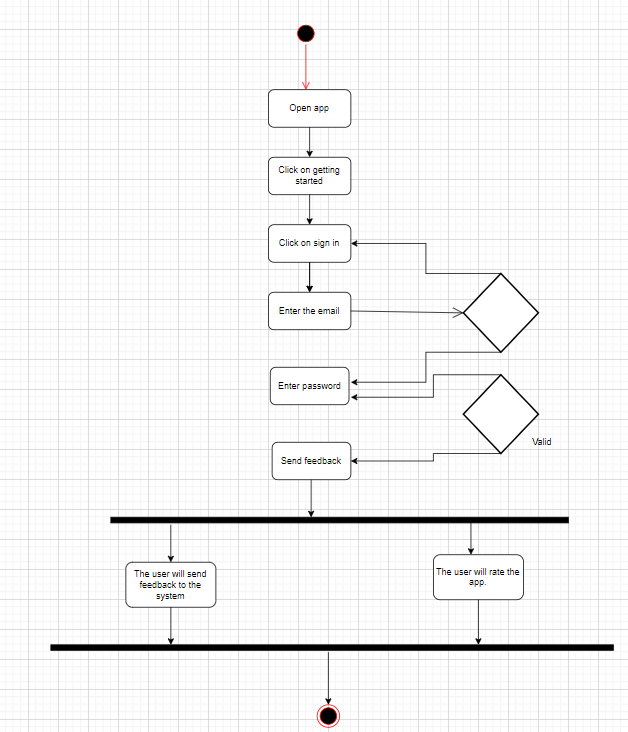 Open app
Click on getting
started
Click on sign in
Enter the email
Enter password
Valid
Send feedback
The user will send
feedback to the
system
The user will rate the
app.